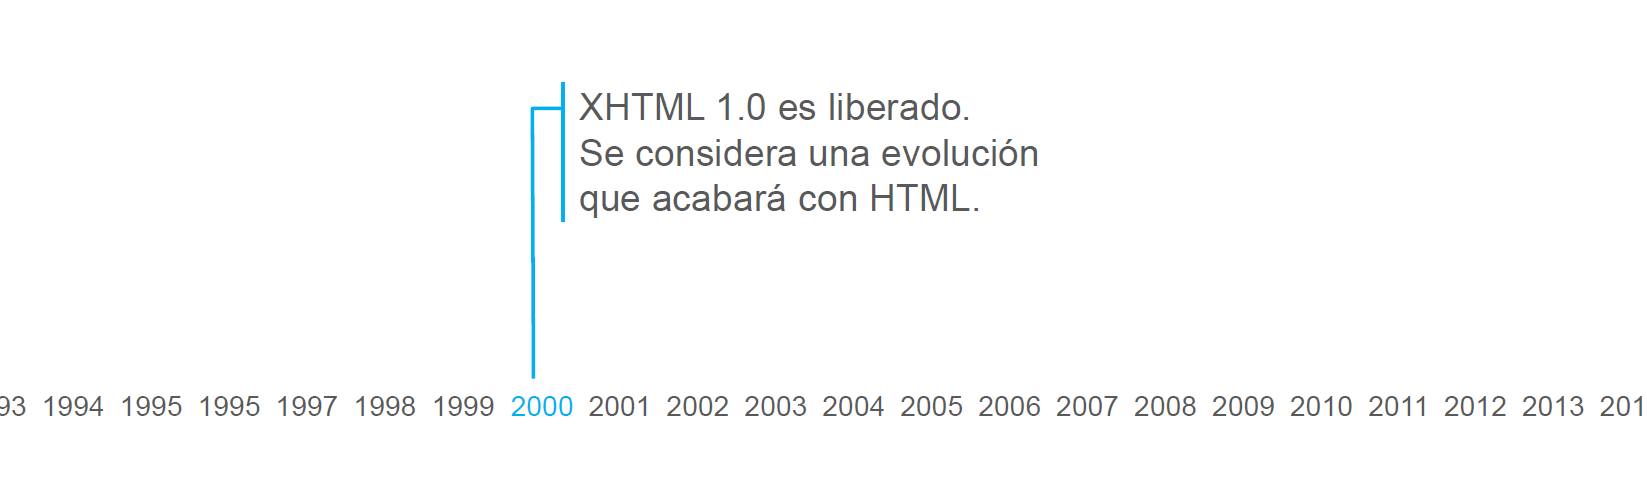 XHTML 1.0 es liberado.
Se considera una evolución
que acabará con HTML.
93 1994 1995 1995 1997 1998 1999 2000 2001 2002 2003 2004 2005 2006 2007 2008 2009 2010 2011 2012 2013 201